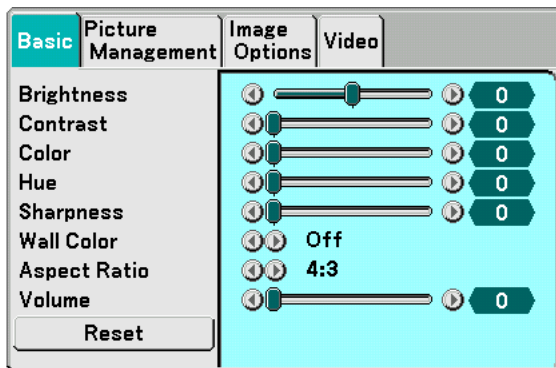 Basic
Picture
Management
Image
Options
Video
Brightness 0
Contrast 0
Color 0
Hue 0
Sharpness 0
Wall Color Off
Aspect Ratio 4:3
Volume 0
Reset